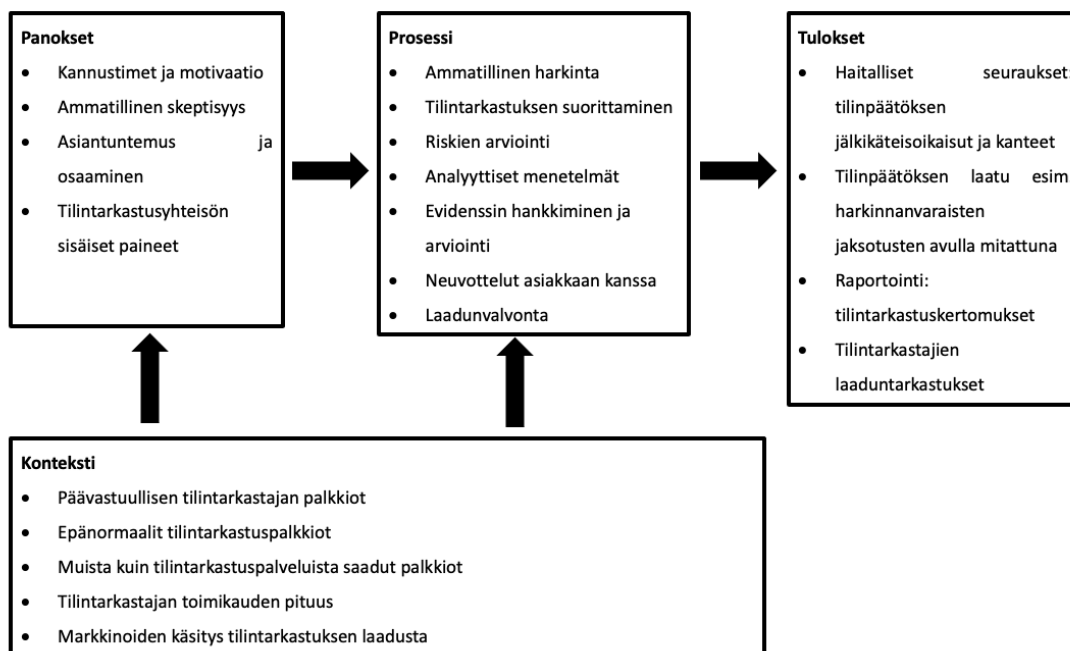 Panokset
• Kannustimet ja motivaatio
• Ammatillinen skeptisyys
• Asiantuntemus ja
osaaminen
• Tilintarkastusyhteisön
sisäiset paineet
Prosessi
• Ammatillinen harkinta
• Tilintarkastuksen suorittaminen
• Riskien arviointi
• Analyyttiset menetelmät
• Evidenssin hankkiminen ja
arviointi
• Neuvottelut asiakkaan kanssa
• Laadunvalvonta
Tulokset
• Haitalliset seuraukset:
tilinpäätöksen
jälkikäteisoikaisut ja kanteet
• Tilinpäätöksen laatu esim.
harkinnanvaraisten
jaksotusten avulla mitattuna
• Raportointi:
tilintarkastuskertomukset
• Tilintarkastajien
laaduntarkastukset
Konteksti
• Päävastuullisen tilintarkastajan palkkiot
• Epänormaalit tilintarkastuspalkkiot
• Muista kuin tilintarkastuspalveluista saadut palkkiot
• Tilintarkastajan toimikauden pituus
• Markkinoiden käsitys tilintarkastuksen laadusta